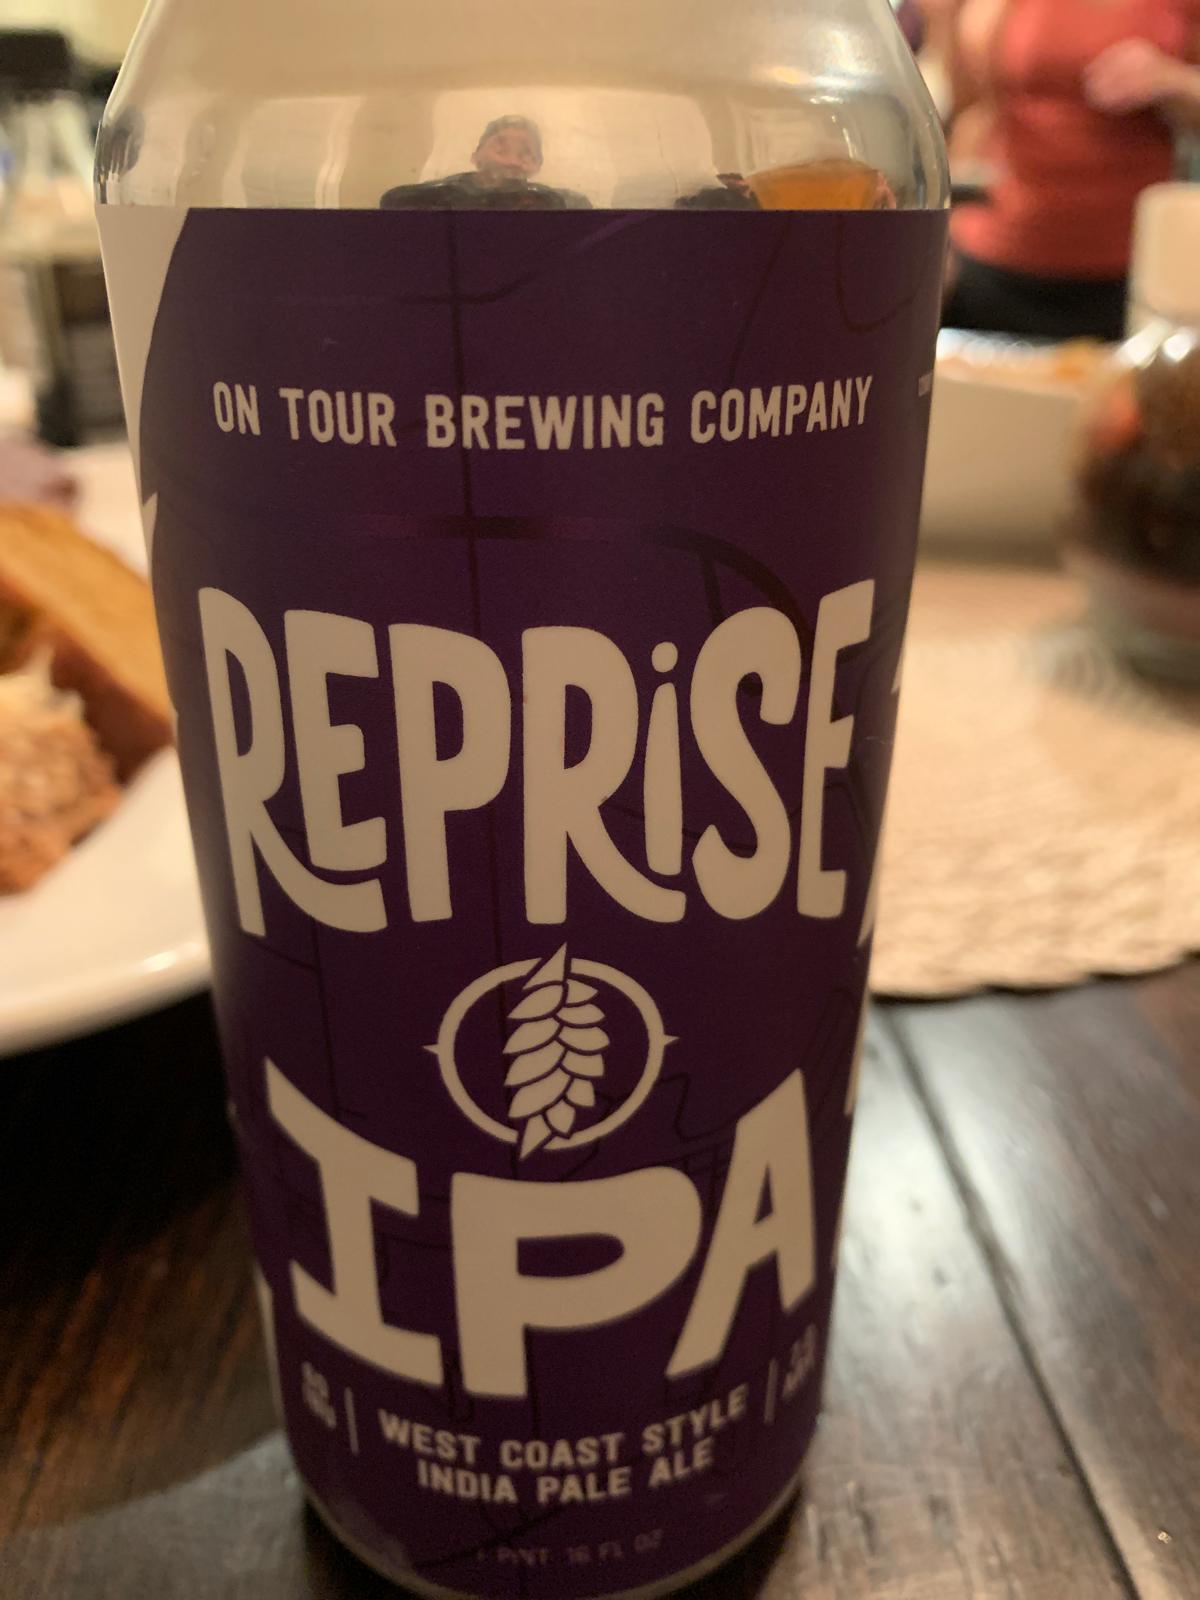 ON TOUR BREWING COMPANY
REPRiSE
IPA
WEST COAST STYLE
INDIA PALE ALE
1 PINT 16 FL OZ